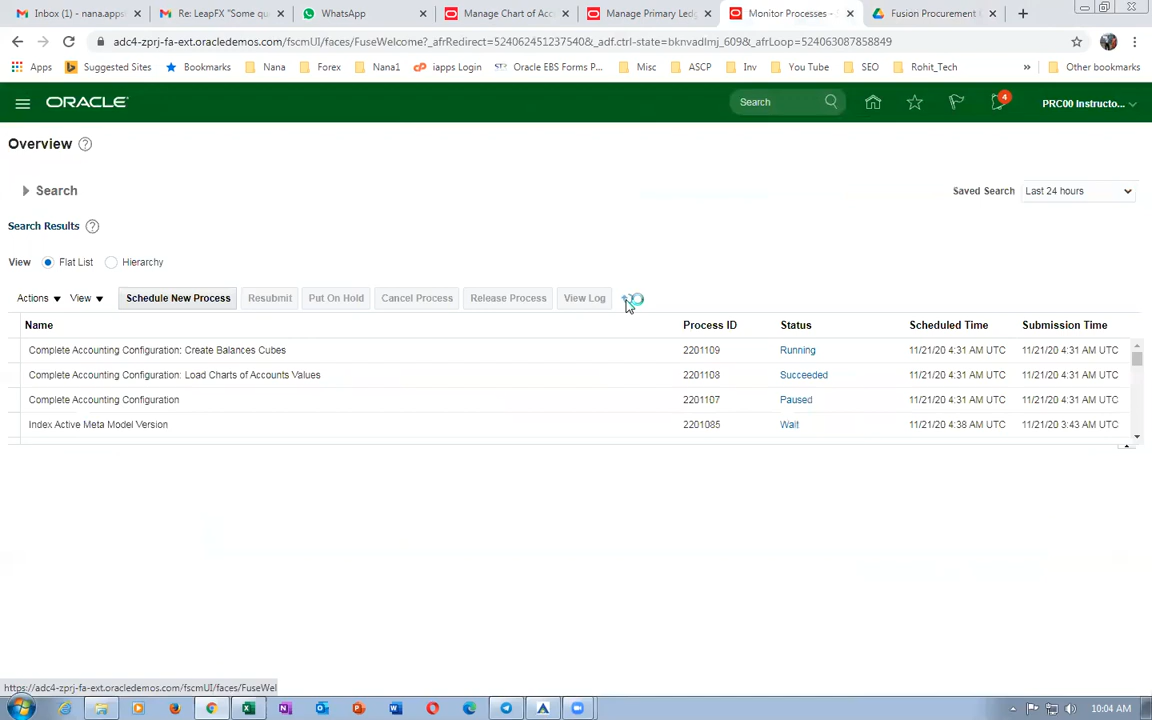 Inbox (1) - nana.apps
Re: LeapFX "Some qu
WhatsApp
Manage Chart of Acc
Manage Primary Ledg
Monitor Processes - S
Fusion Procurement
adc4-zprj-fa-ext.oracledemos.com/fscmUI/faces/FuseWelcome?_afrRedirect=524062451237540&_adf.ctrl-state=bknvadlmj_609&_afrLoop=524063087858849
Apps Suggested Sites Bookmarks Nana Forex Nana1 iapps Login Oracle EBS Forms P... Misc ASCP Inv You Tube SEO Rohit_Tech » Other bookmarks
ORACLE Search 4 PRC00 Instructo...
Overview
Search Saved Search Last 24 hours
Search Results
View Flat List Hierarchy
Actions View Schedule New Process Resubmit Put On Hold Cancel Process Release Process View Log
Name Process ID Status Scheduled Time Submission Time
Complete Accounting Configuration: Create Balances Cubes 2201109 Running 11/21/20 4:31 AM UTC 11/21/20 4:31 AM UTC
Complete Accounting Configuration: Load Charts of Accounts Values 2201108 Succeeded 11/21/20 4:31 AM UTC 11/21/20 4:31 AM UTC
Complete Accounting Configuration 2201107 Paused 11/21/20 4:31 AM UTC 11/21/20 4:31 AM UTC
Index Active Meta Model Version 2201085 Wait 11/21/20 4:38 AM UTC 11/21/20 3:43 AM UTC
https://adc4-zprj-fa-ext.oracledemos.com/fscmUI/faces/FuseWel
10:04 AM